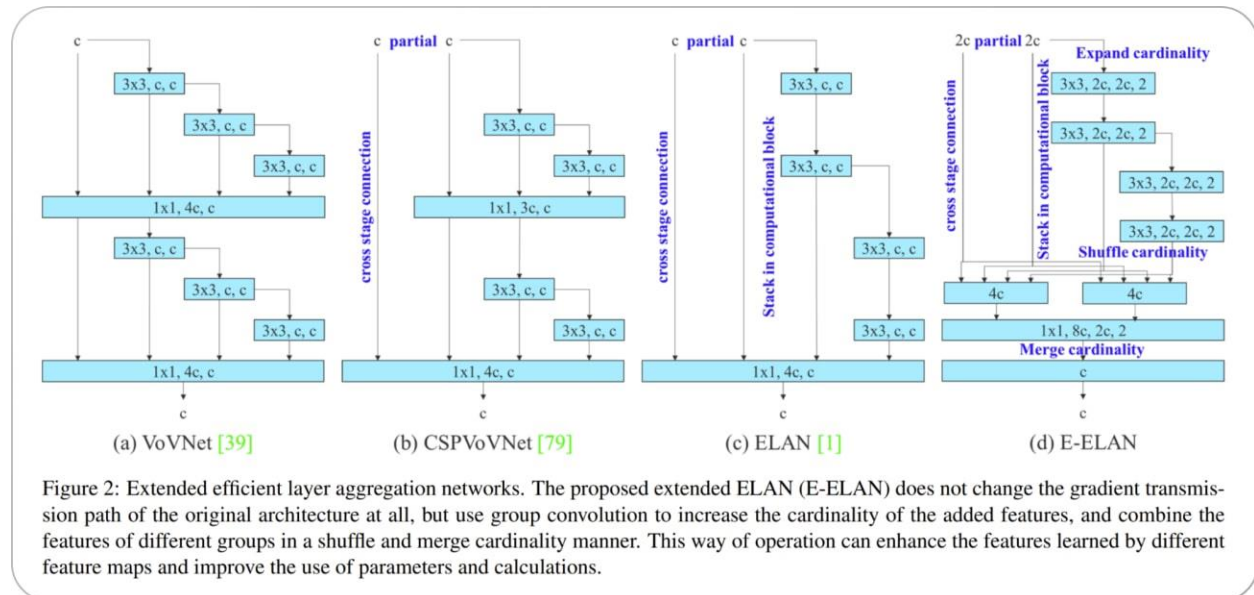 c
3x3, c, c
3x3, c, c
3x3, c, c
1x1, 4c, c
3x3, c, c
3x3, c, c
3x3, c, c
1x1, 4c, c
c
(a) VoVNet [39]
c partial c
cross stage connection
3x3, c, c
3x3, c, c
1x1, 3c, c
3x3, c, c
3x3, c, c
1x1, 4c, c
c
(b) CSPVoVNet [79]
c partial c
cross stage connection
Stack in computational block
3x3, c, c
3x3, c, c
3x3, c, c
3x3, c, c
1x1, 4c, c
c
(c) ELAN [1]
2c partial 2c
Expand cardinality
cross stage connection
Stack in computational block
3x3, 2c, 2c, 2
3x3, 2c, 2c, 2
3x3, 2c, 2c, 2
3x3, 2c, 2c, 2
Shuffle cardinality
4c
4c
1x1, 8c, 2c, 2
Merge cardinality
c
c
(d) E-ELAN
Figure 2: Extended efficient layer aggregation networks. The proposed extended ELAN (E-ELAN) does not change the gradient transmis-
sion path of the original architecture at all, but use group convolution to increase the cardinality of the added features, and combine the
features of different groups in a shuffle and merge cardinality manner. This way of operation can enhance the features learned by different
feature maps and improve the use of parameters and calculations.